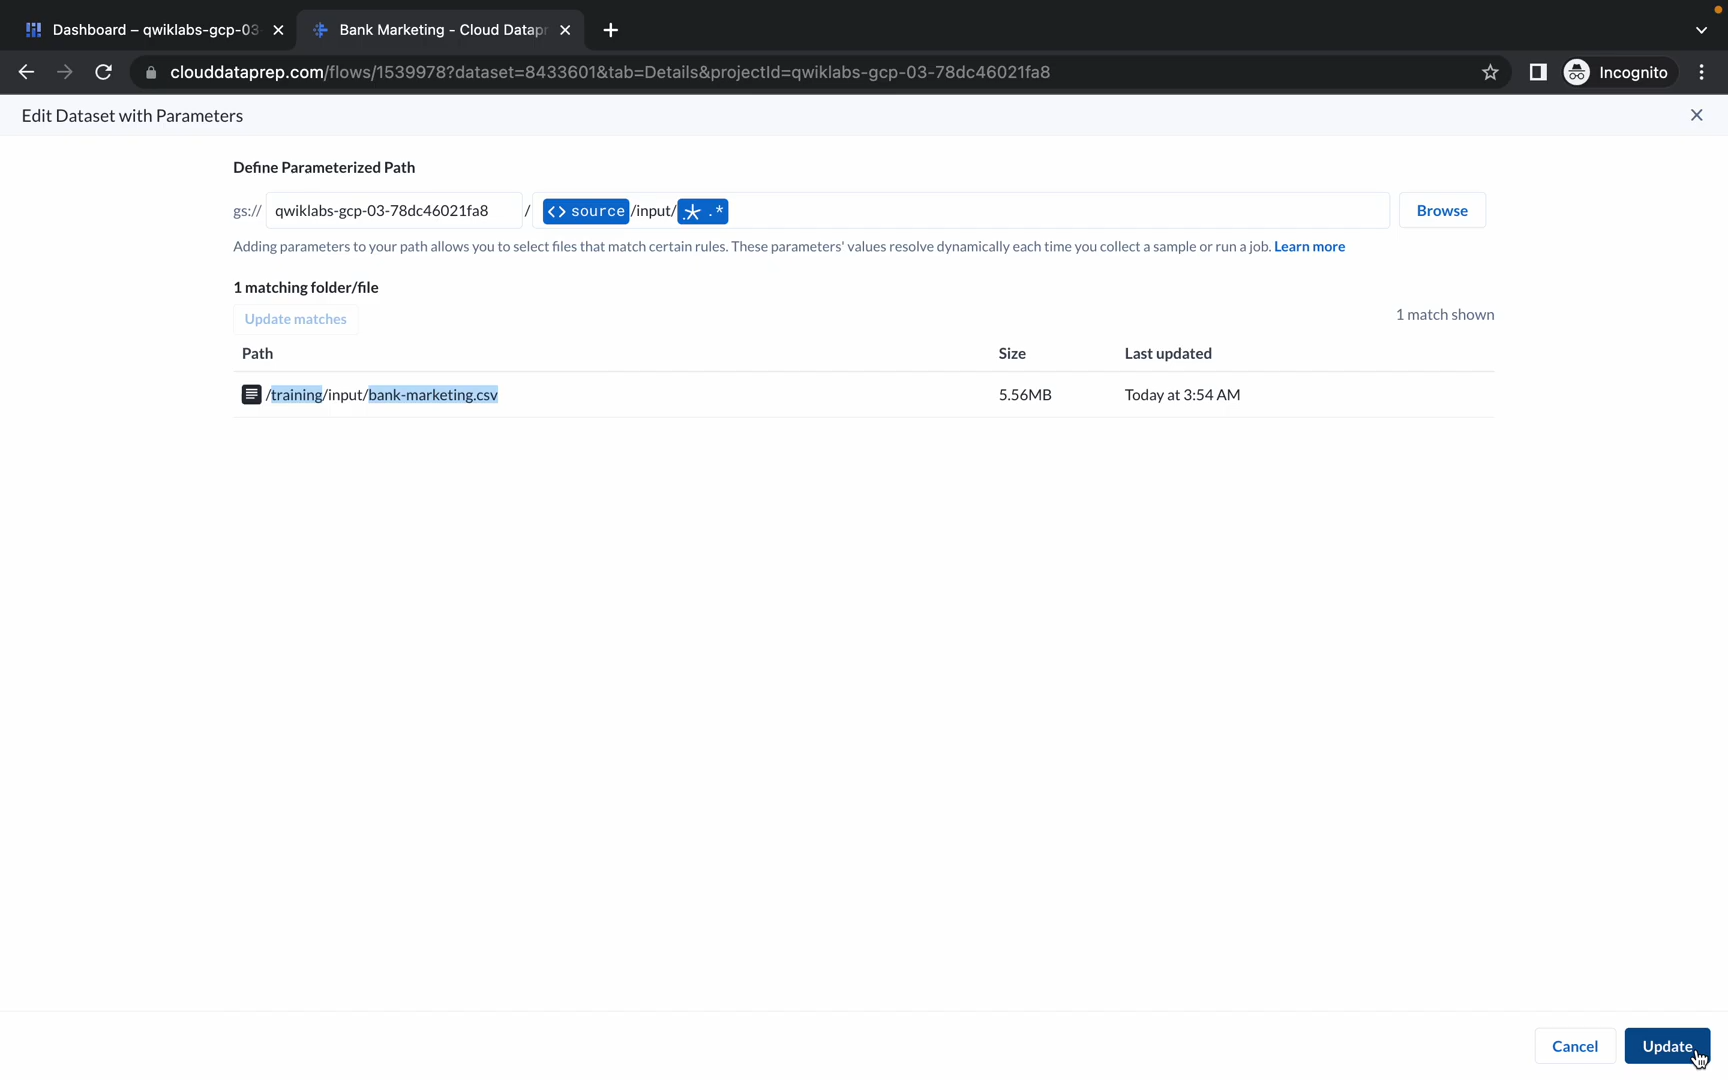 Dashboard – qwiklabs-gcp-03-
Bank Marketing - Cloud Datapr
clouddataprep.com/flows/1539978?dataset=8433601&tab=Details&projectId=qwiklabs-gcp-03-78dc46021fa8
Incognito
Edit Dataset with Parameters
Define Parameterized Path
gs:// qwiklabs-gcp-03-78dc46021fa8 / <> source/input/ .*
Browse
Adding parameters to your path allows you to select files that match certain rules. These parameters' values resolve dynamically each time you collect a sample or run a job. Learn more
1 matching folder/file
Update matches
1 match shown
Path Size Last updated
/training/input/bank-marketing.csv 5.56MB Today at 3:54 AM
Cancel
Update